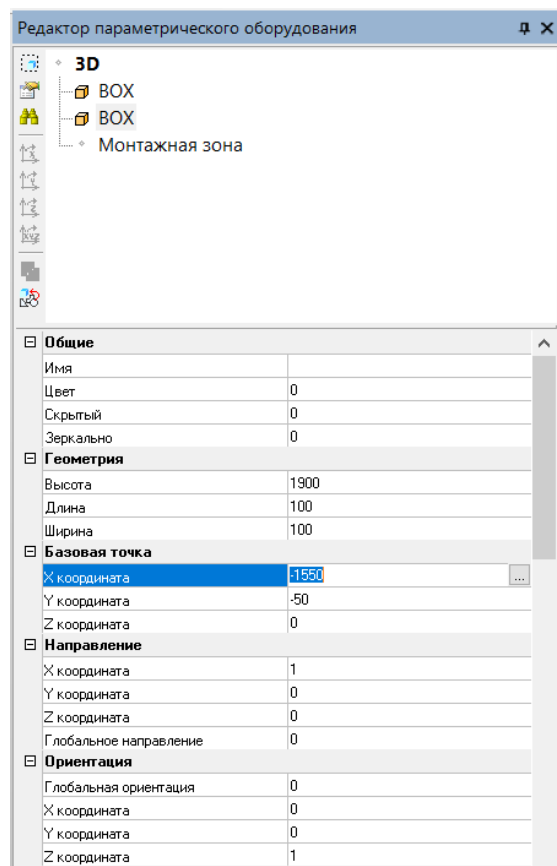 Редактор параметрического оборудования
3D
BOX
BOX
Монтажная зона
Общие
Имя
Цвет 0
Скрытый 0
Зеркально 0
Геометрия
Высота 1900
Длина 100
Ширина 100
Базовая точка
X координата -1550 ...
Y координата -50
Z координата 0
Направление
X координата 1
Y координата 0
Z координата 0
Глобальное направление 0
Ориентация
Глобальная ориентация 0
X координата 0
Y координата 0
Z координата 1